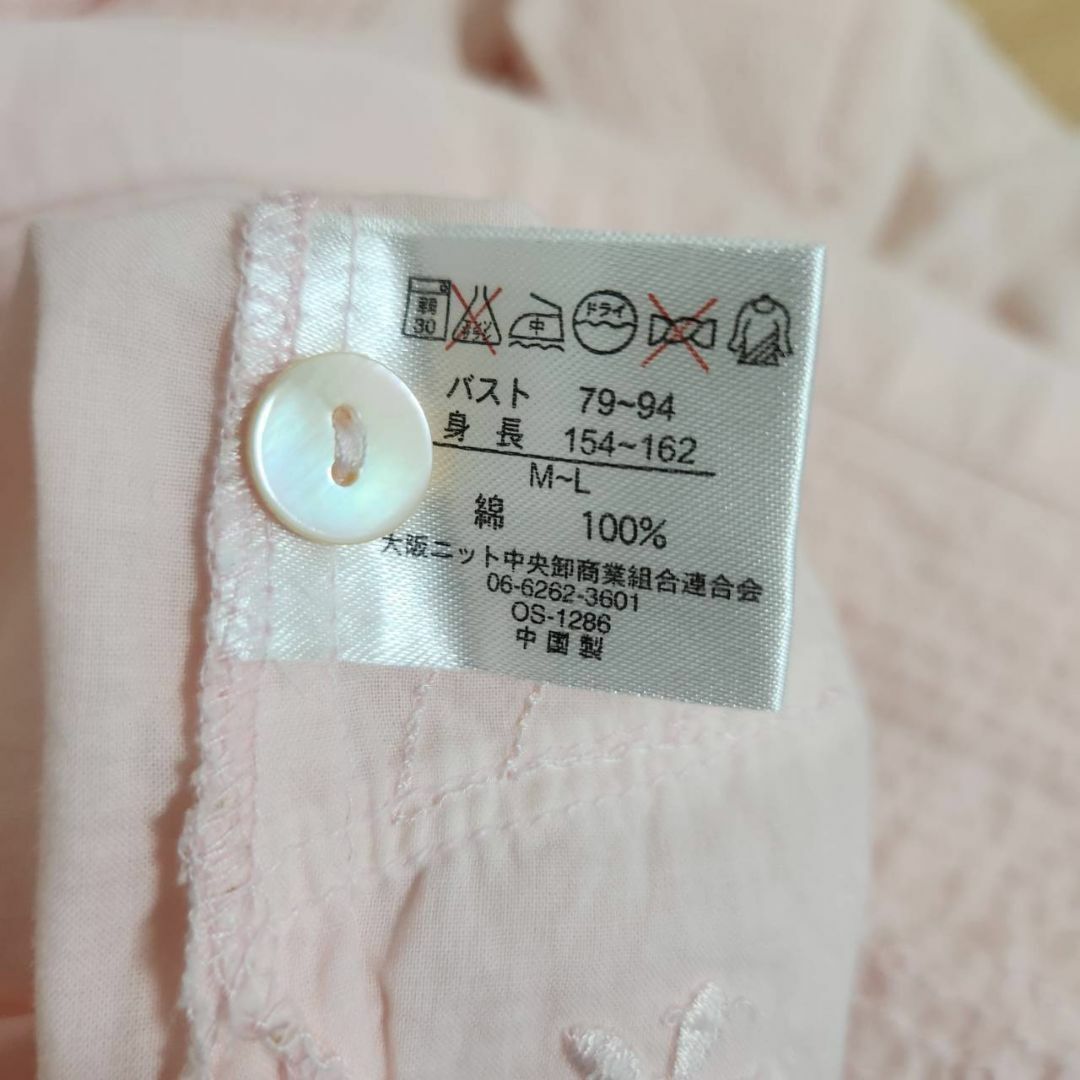 30
中
ドライ
バスト 79~94
身長 154~162
M~L
綿 100%
大阪ニット中央卸商業組合連合会
06-6262-3601
OS-1286
中国製